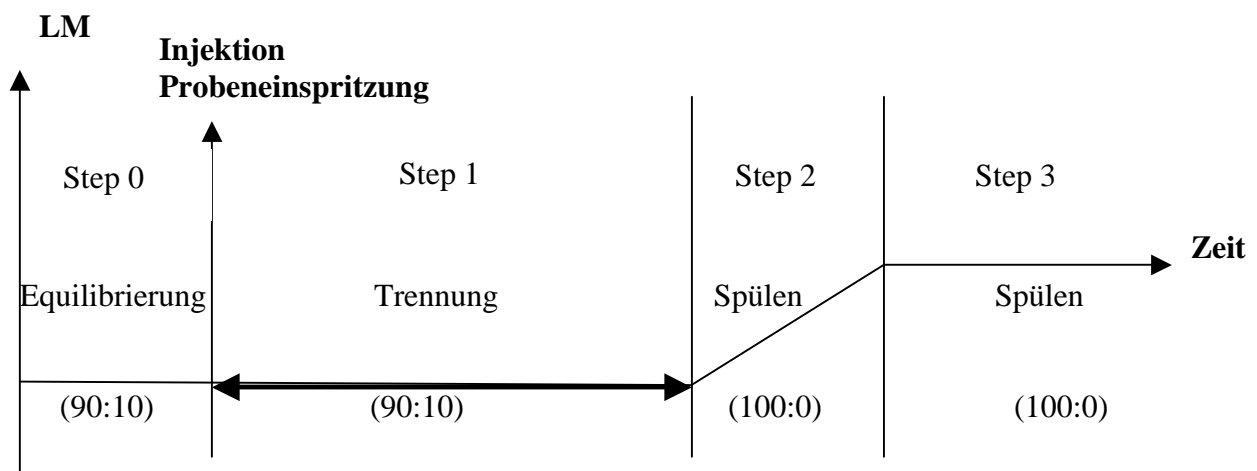 LM
Injektion
Probeneinspritzung
Step 0
Step 1
Step 2
Step 3
Zeit
Equilibrierung
Trennung
Spülen
Spülen
(90:10)
(90:10)
(100:0)
(100:0)